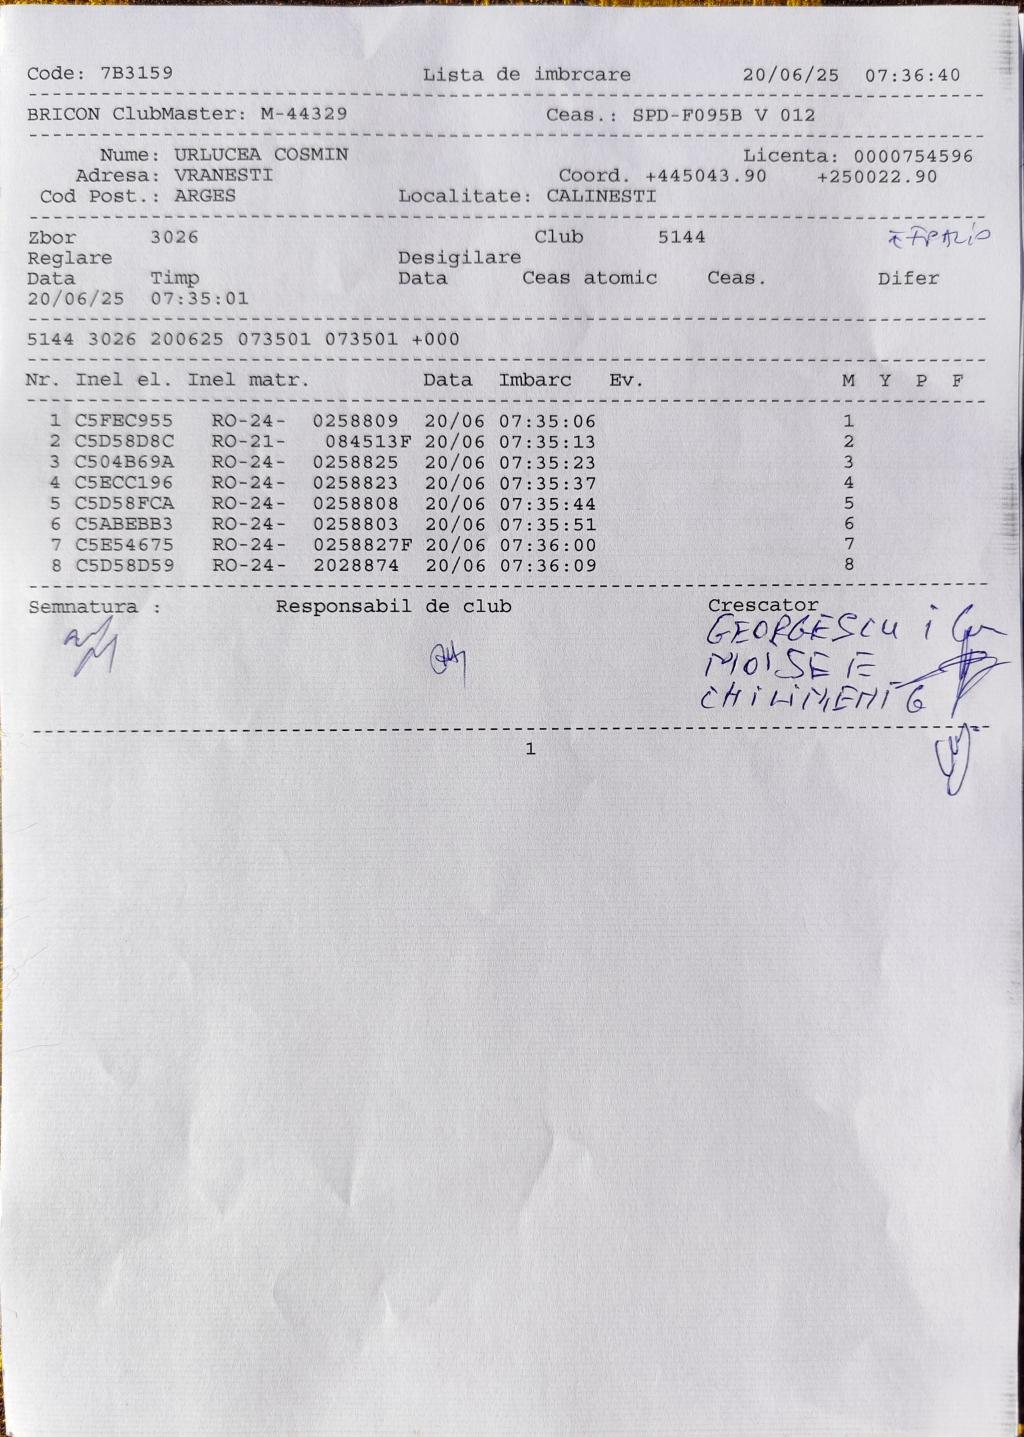 Code: 7B3159 Lista de imbrcare 20/06/25 07:36:40
BRICON ClubMaster: M-44329 Ceas.: SPD-F095B V 012
Nume: URLUCEA COSMIN Licenta: 0000754596
Adresa: VRANESTI Coord. +445043.90 +250022.90
Cod Post.: ARGES Localitate: CALINESTI
Zbor 3026 Club 5144
Reglare Desigilare
Data Timp Data Ceas atomic Ceas. Difer
20/06/25 07:35:01
5144 3026 200625 073501 073501 +000
Nr. Inel el. Inel matr. Data Imbarc Ev. M Y P F
1 C5FEC955 RO-24- 0258809 20/06 07:35:06 1
2 C5D58D8C RO-21- 084513F 20/06 07:35:13 2
3 C504B69A RO-24- 0258825 20/06 07:35:23 3
4 C5ECC196 RO-24- 0258823 20/06 07:35:37 4
5 C5D58FCA RO-24- 0258808 20/06 07:35:44 5
6 C5ABEBB3 RO-24- 0258803 20/06 07:35:51 6
7 C5E54675 RO-24- 0258827F 20/06 07:36:00 7
8 C5D58D59 RO-24- 2028874 20/06 07:36:09 8
Semnatura : Responsabil de club Crescator
GEORGESCU i
MOISE E
1